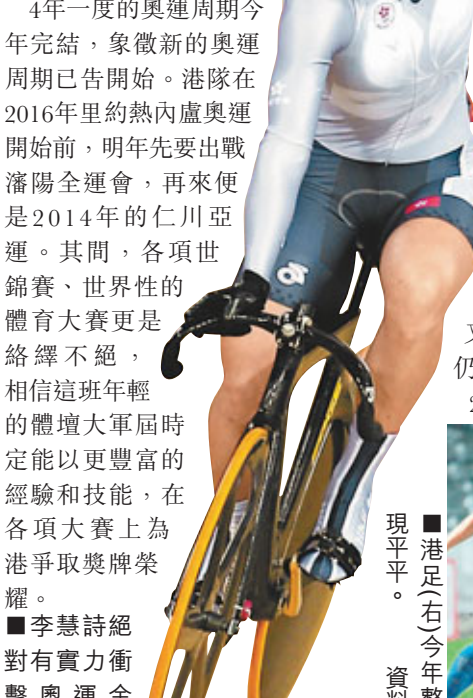 4年一度的奧運周期今
年完結，象徵新的奧運
周期已告開始。港隊在
2016年里約熱內盧奧運
開始前，明年先要出戰
瀋陽全運會，再來便
是2014年的仁川亞
運。其間，各項世
錦賽、世界性的
體育大賽更是
絡繹不絕，
相信這班年輕
的體壇大軍屆時
定能以更豐富的
經驗和技能，在
各項大賽上為
港爭取獎牌榮
耀。
■李慧詩絕
對有實力衝
擊奧運金
仍
■港足(右)今年整
現平平。 資料